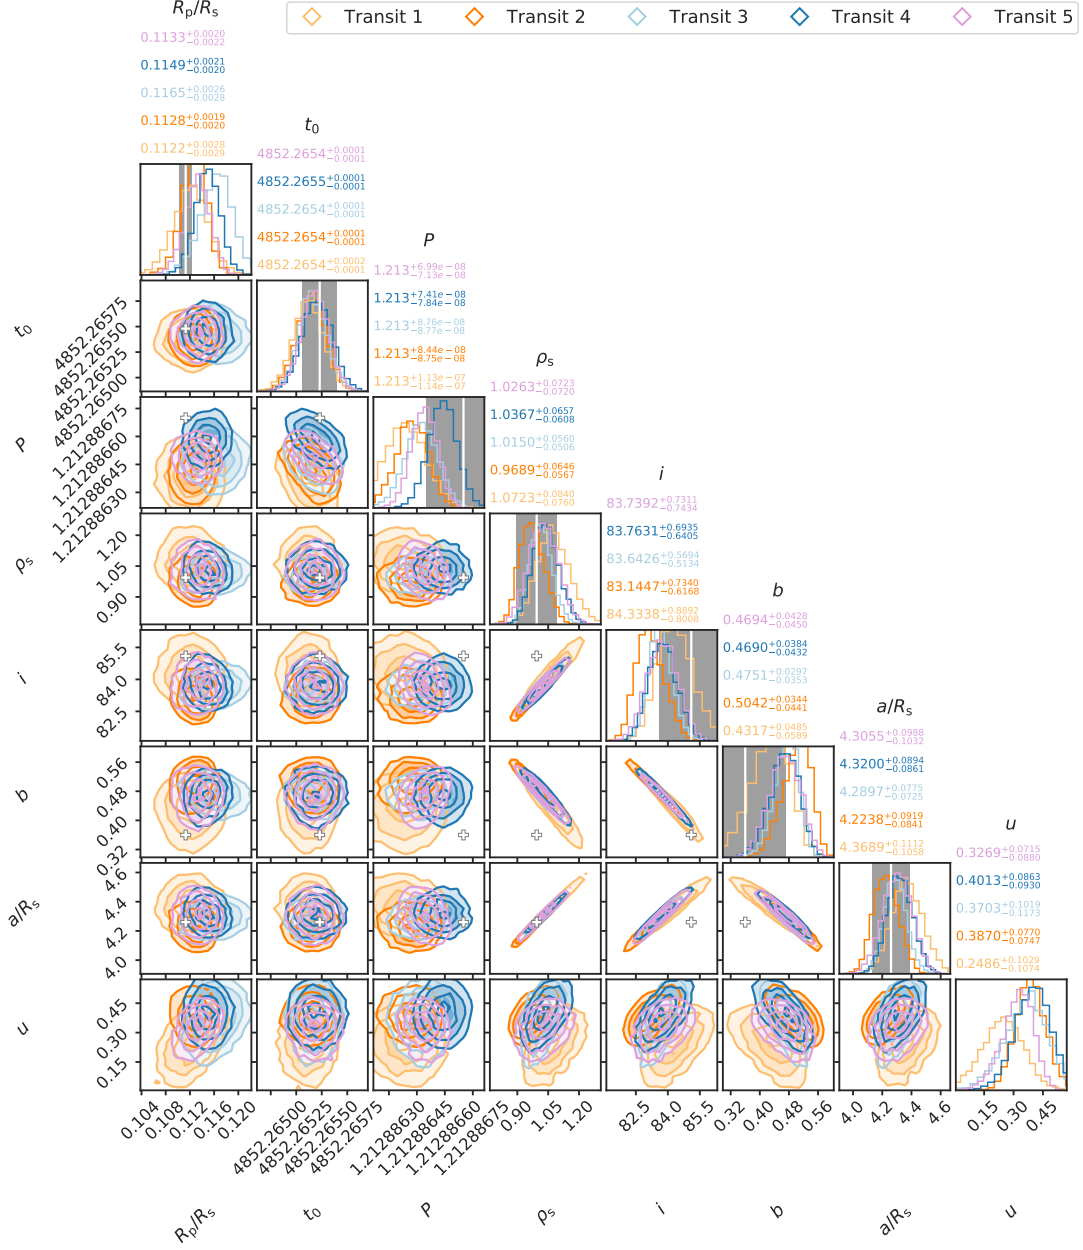 Rp/Rs
Transit 1 Transit 2 Transit 3 Transit 4 Transit 5
0.1133+0.0020−0.0022
0.1149+0.0021−0.0020
0.1165+0.0026−0.0028
0.1128+0.0019−0.0020
0.1122+0.0028−0.0029
t0
4852.2654+0.0001−0.0001
4852.2655+0.0001−0.0001
4852.2654+0.0001−0.0001
4852.2654+0.0001−0.0001
4852.2654+0.0002−0.0001
P
1.213+6.99e−08−7.13e−08
1.213+7.41e−08−7.84e−08
1.213+8.76e−08−8.77e−08
1.213+8.44e−08−8.75e−08
1.213+1.13e−07−1.14e−07
ρs
1.0263+0.0723−0.0720
1.0367+0.0657−0.0608
1.0150+0.0560−0.0506
0.9689+0.0646−0.0567
1.0723+0.0840−0.0760
i
83.7392+0.7311−0.7434
83.7631+0.6935−0.6405
83.6426+0.5694−0.5134
83.1447+0.7340−0.6168
84.3338+0.8892−0.8008
b
0.4694+0.0428−0.0450
0.4690+0.0384−0.0432
0.4751+0.0297−0.0353
0.5042+0.0344−0.0441
0.4317+0.0485−0.0589
a/Rs
4.3055+0.0988−0.1032
4.3200+0.0894−0.0861
4.2897+0.0775−0.0725
4.2238+0.0919−0.0841
4.3689+0.1112−0.1058
u
0.3269+0.0715−0.0880
0.4013+0.0863−0.0930
0.3703+0.1019−0.1173
0.3870+0.0770−0.0747
0.2486+0.1029−0.1074
t0
4852.26575
4852.26550
4852.26525
4852.26500
P
1.21288675
1.21288660
1.21288645
1.21288630
ρs
1.20
1.05
0.90
i
85.5
84.0
82.5
b
0.56
0.48
0.40
0.32
a/Rs
4.6
4.4
4.2
4.0
u
0.45
0.30
0.15
0.104 0.108 0.112 0.116 0.120
4852.26500 4852.26525 4852.26550 4852.26575
1.21288630 1.21288645 1.21288660 1.21288675
0.90 1.05 1.20
82.5 84.0 85.5
0.32 0.40 0.48 0.56
4.0 4.2 4.4 4.6
0.15 0.30 0.45
Rp/Rs t0 P ρs i b a/Rs u